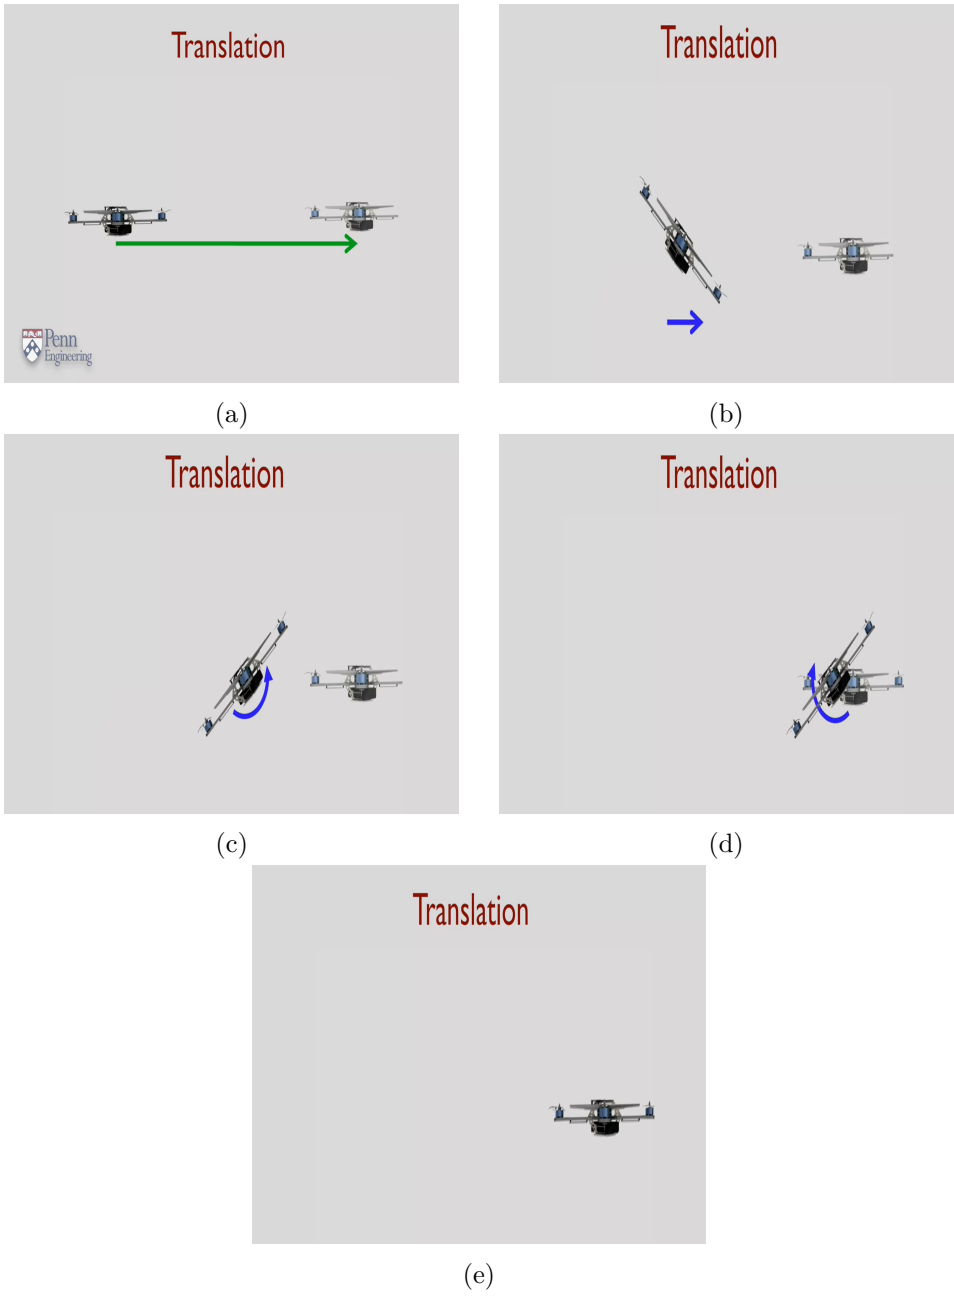 Translation
Translation
Penn
Engineering
(a)
(b)
Translation
Translation
(c)
(d)
Translation
(e)